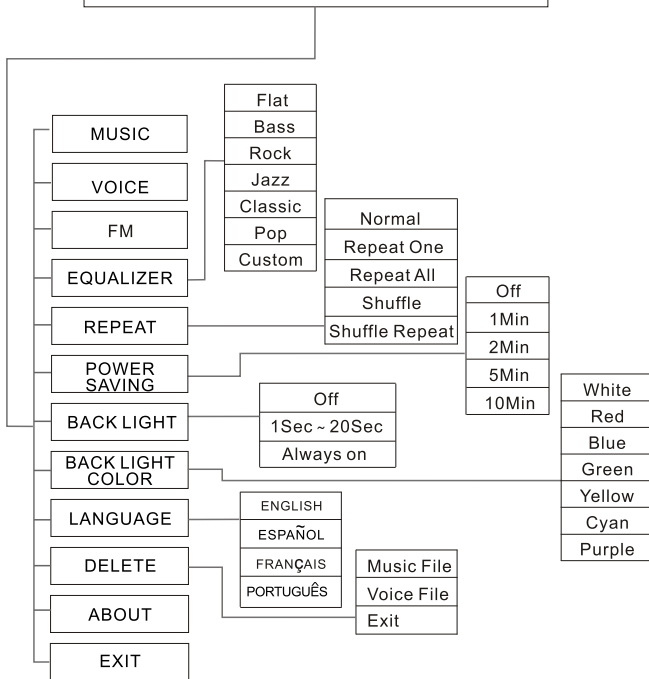 MUSIC
VOICE
FM
EQUALIZER
REPEAT
POWER
SAVING
BACK LIGHT
BACK LIGHT
COLOR
LANGUAGE
DELETE
ABOUT
EXIT
Flat
Bass
Rock
Jazz
Classic
Pop
Custom
Normal
Repeat One
Repeat All
Shuffle
Shuffle Repeat
Off
1Min
2Min
5Min
10Min
Off
1Sec ~ 20Sec
Always on
White
Red
Blue
Green
Yellow
Cyan
Purple
ENGLISH
ESPAÑOL
FRANÇAIS
PORTUGUÊS
Music File
Voice File
Exit